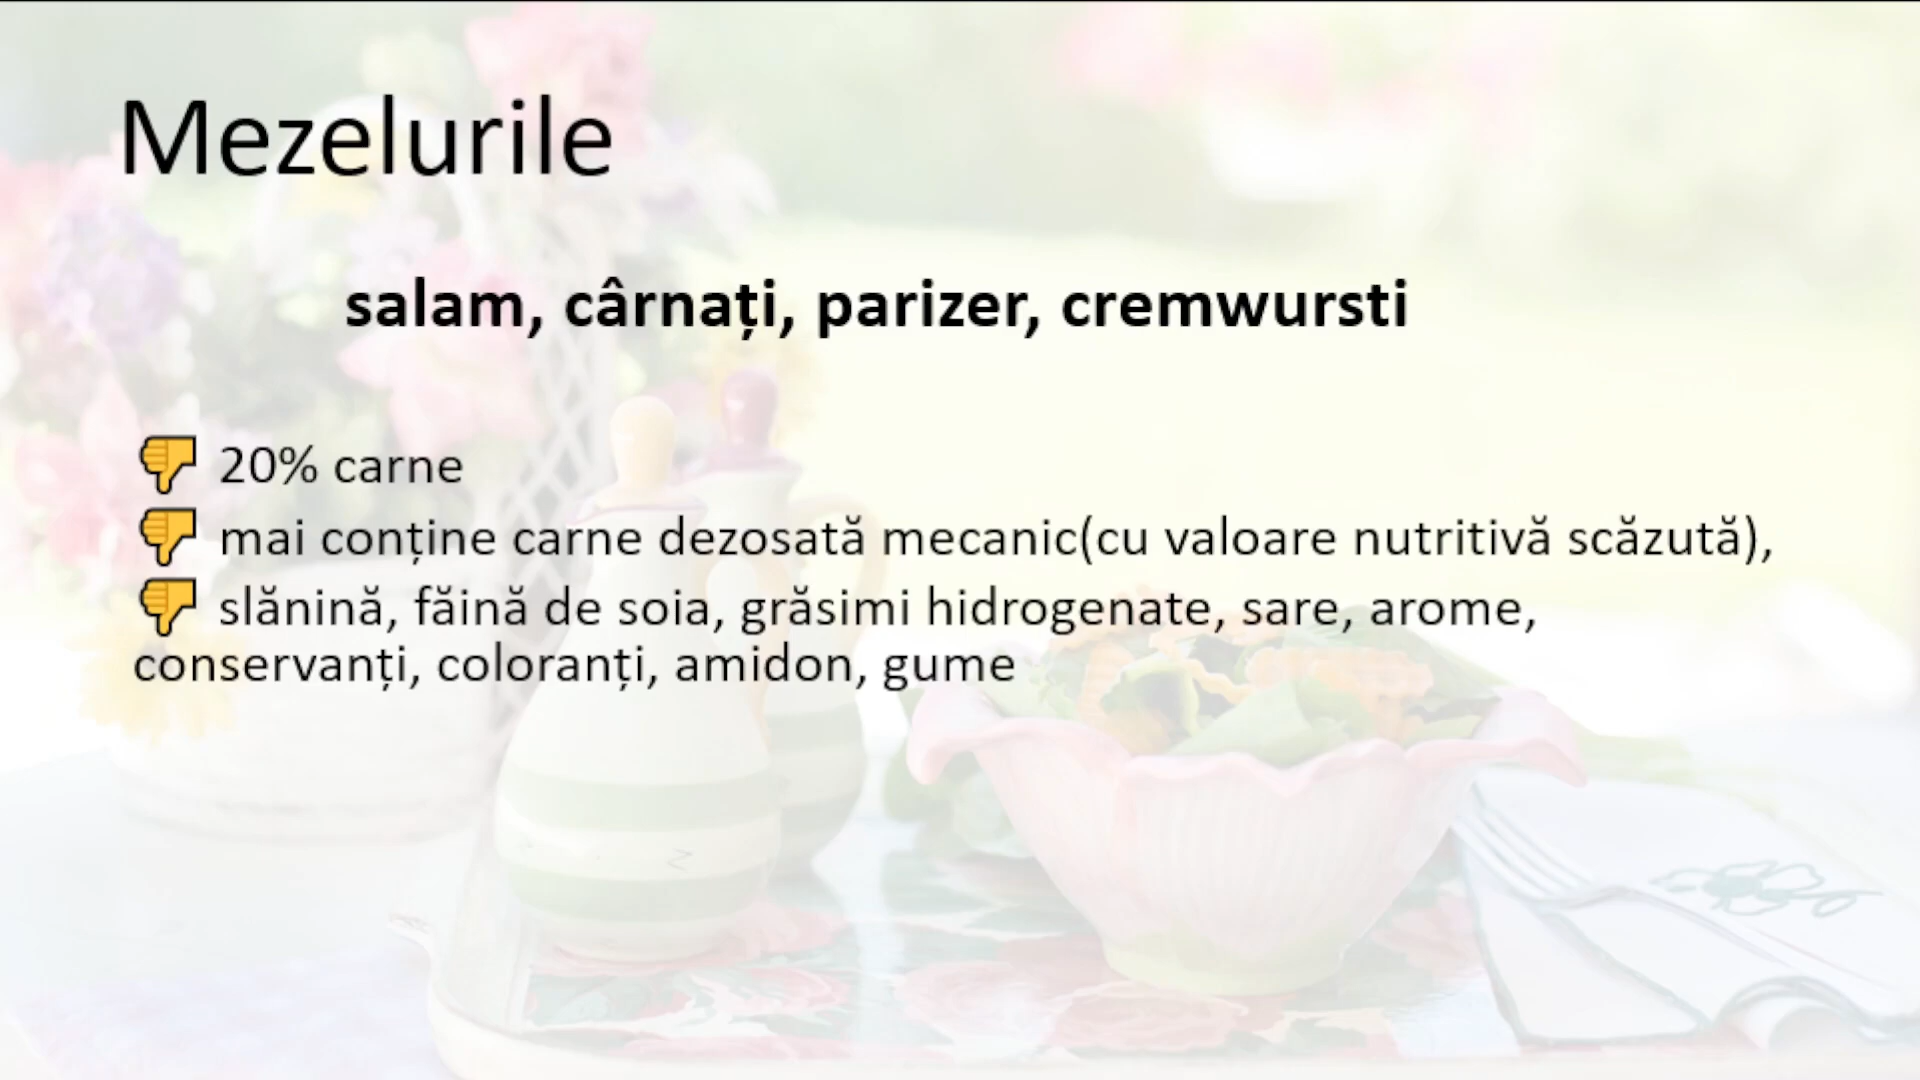 Mezelurile
salam, cârnați, parizer, cremwursti
👎 20% carne
👎 mai conține carne dezosată mecanic(cu valoare nutritivă scăzută),
👎 slănină, făină de soia, grăsimi hidrogenate, sare, arome,
conservanți, coloranți, amidon, gume